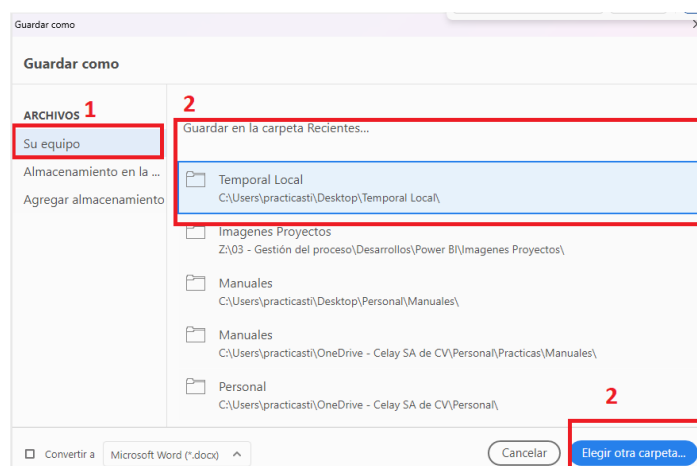 Guardar como
Guardar como
ARCHIVOS 1
Su equipo
Almacenamiento en la ...
Agregar almacenamiento
2
Guardar en la carpeta Recientes...
Temporal Local
C:\Users\practicasti\Desktop\Temporal Local\
Imagenes Proyectos
Z:\03 - Gestión del proceso\Desarrollos\Power BI\Imagenes Proyectos\
Manuales
C:\Users\practicasti\Desktop\Personal\Manuales\
Manuales
C:\Users\practicasti\OneDrive - Celay SA de CV\Personal\Practicas\Manuales\
Personal
C:\Users\practicasti\OneDrive - Celay SA de CV\Personal\
2
Convertir a Microsoft Word (*.docx) Cancelar Elegir otra carpeta...